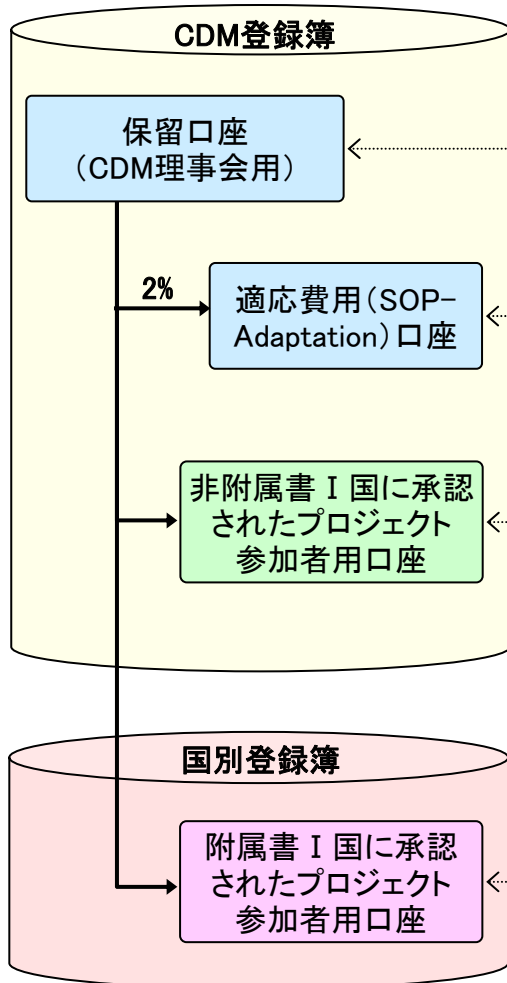 CDM登録簿
保留口座
（CDM理事会用）
2%
適応費用（SOP-
Adaptation）口座
非附属書Ⅰ国に承認
されたプロジェクト
参加者用口座
国別登録簿
附属書Ⅰ国に承認
されたプロジェクト
参加者用口座